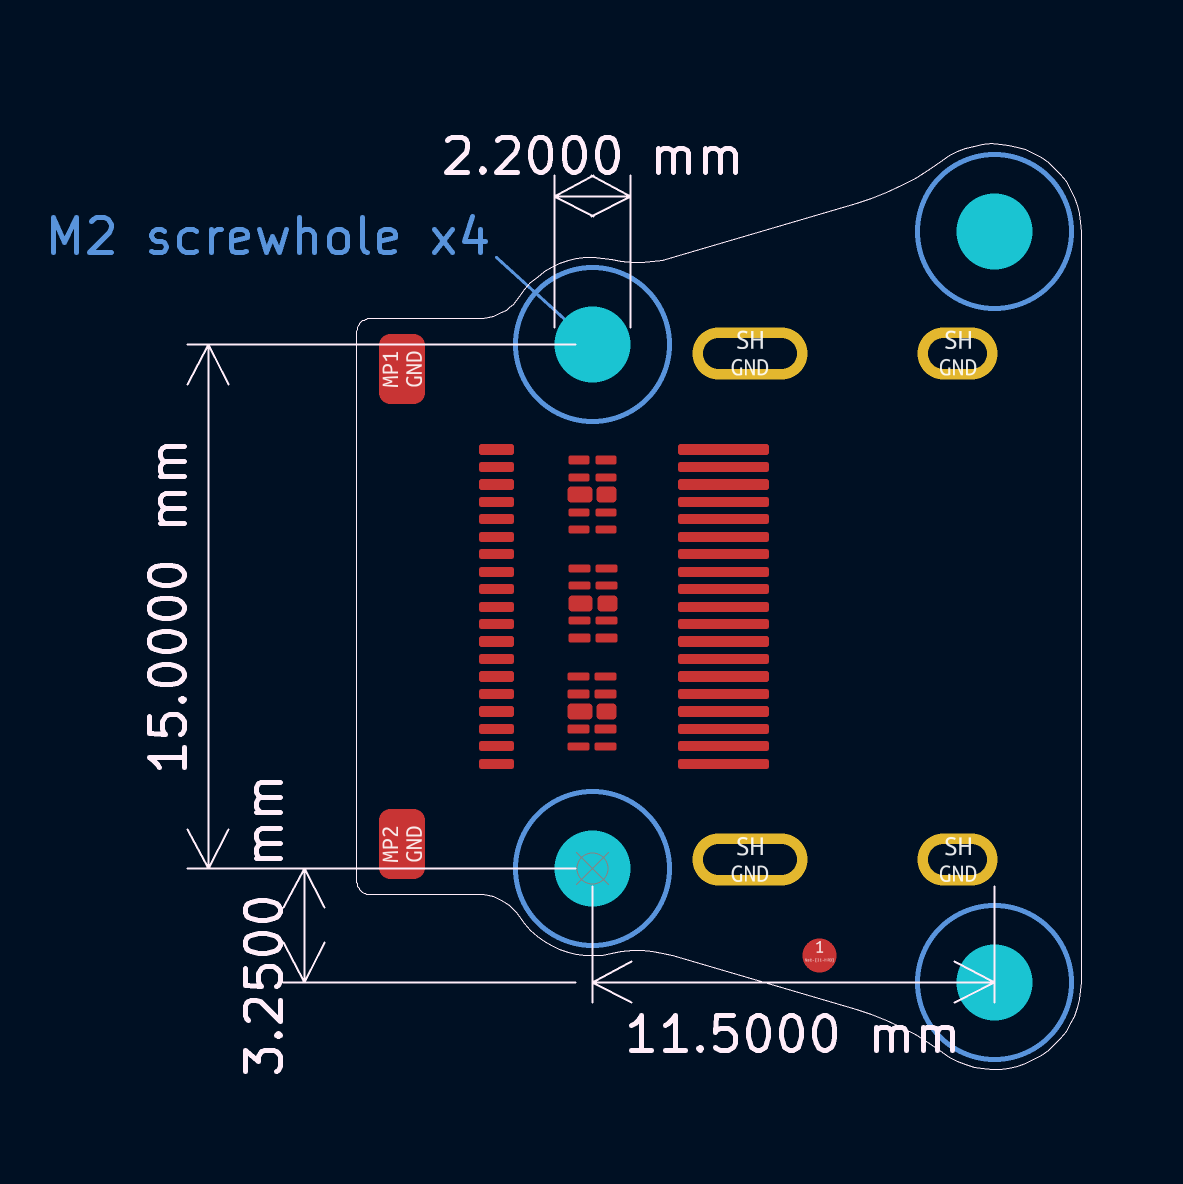 2.2000 mm
M2 screwhole x4
SH
GND
SH
GND
MP1
GND
15.0000 mm
MP2
GND
SH
GND
SH
GND
3.2500 mm
1
11.5000 mm